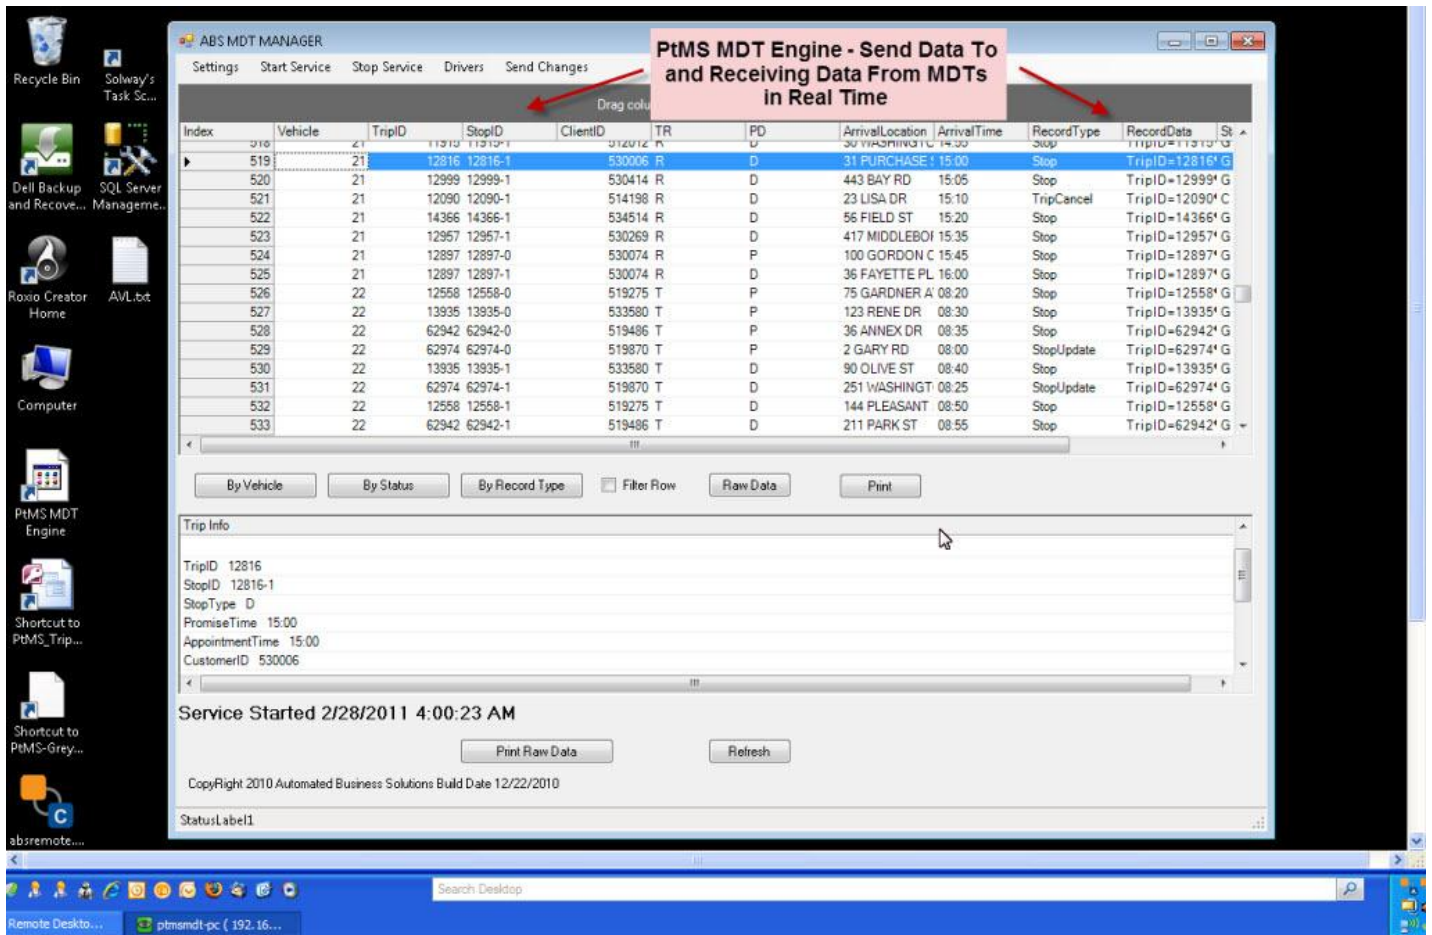 Recycle Bin
Solway's
Task Sc...
Dell Backup
and Recove...
SQL Server
Manageme...
Roxio Creator
Home
AVL.txt
Computer
PtMS MDT
Engine
Shortcut to
PtMS_Trip...
Shortcut to
PtMS-Grey...
absremote....
ABS MDT MANAGER
Settings Start Service Stop Service Drivers Send Changes
PtMS MDT Engine - Send Data To
and Receiving Data From MDTs
in Real Time
Drag colu
Index Vehicle TripID StopID ClientID TR PD ArrivalLocation ArrivalTime RecordType RecordData St
518 21 11915 11915-1 512012 R D 30 WASHINGTC 14:55 Stop TripID=11915* G
519 21 12816 12816-1 530006 R D 31 PURCHASE 15:00 Stop TripID=12816* G
520 21 12999 12999-1 530414 R D 443 BAY RD 15:05 Stop TripID=12999* G
521 21 12090 12090-1 514198 R D 23 LISA DR 15:10 TripCancel TripID=12090* C
522 21 14366 14366-1 534514 R D 56 FIELD ST 15:20 Stop TripID=14366* G
523 21 12957 12957-1 530269 R D 417 MIDDLEBOF 15:35 Stop TripID=12957* G
524 21 12897 12897-0 530074 R P 100 GORDON C 15:45 Stop TripID=12897* G
525 21 12897 12897-1 530074 R D 36 FAYETTE PL 16:00 Stop TripID=12897* G
526 22 12558 12558-0 519275 T P 75 GARDNER A' 08:20 Stop TripID=12558* G
527 22 13935 13935-0 533580 T P 123 RENE DR 08:30 Stop TripID=13935* G
528 22 62942 62942-0 519486 T P 36 ANNEX DR 08:35 Stop TripID=62942* G
529 22 62974 62974-0 519870 T P 2 GARY RD 08:00 StopUpdate TripID=62974* G
530 22 13935 13935-1 533580 T D 90 OLIVE ST 08:40 Stop TripID=13935* G
531 22 62974 62974-1 519870 T D 251 WASHINGT 08:25 StopUpdate TripID=62974* G
532 22 12558 12558-1 519275 T D 144 PLEASANT 08:50 Stop TripID=12558* G
533 22 62942 62942-1 519486 T D 211 PARK ST 08:55 Stop TripID=62942* G
By Vehicle By Status By Record Type Filter Row Raw Data Print
Trip Info
TripID 12816
StopID 12816-1
StopType D
PromiseTime 15:00
AppointmentTime 15:00
CustomerID 530006
Service Started 2/28/2011 4:00:23 AM
Print Raw Data Refresh
CopyRight 2010 Automated Business Solutions Build Date 12/22/2010
StatusLabel1
Search Desktop
Remote Deskto...
ptmsmdt-pc ( 192.16...